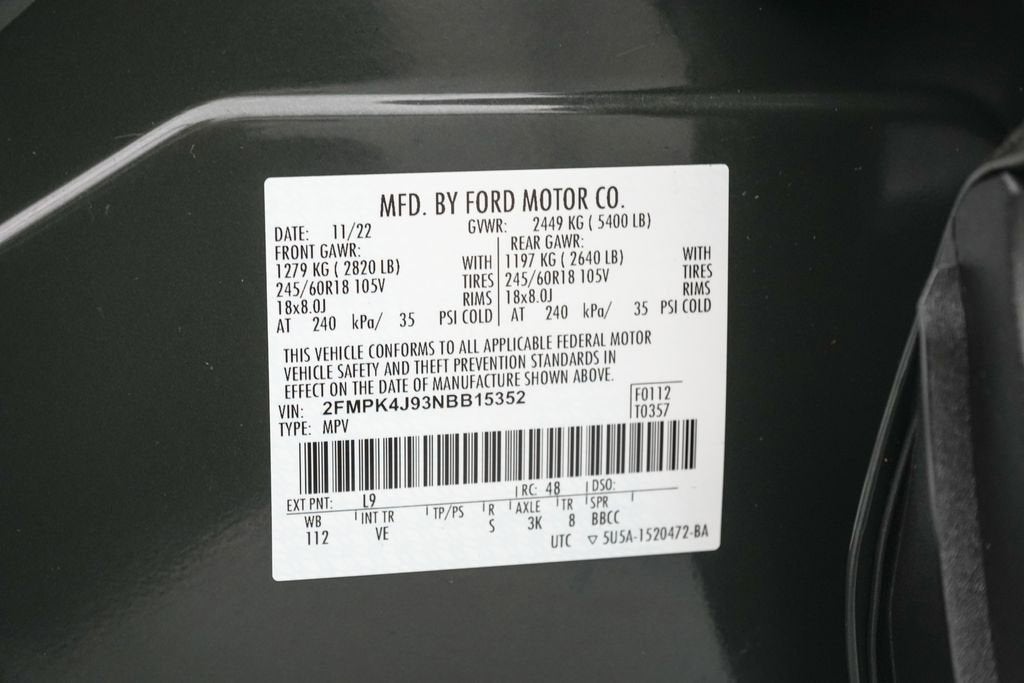 MFD. BY FORD MOTOR CO.
DATE: 11/22 GVWR: 2449 KG ( 5400 LB)
FRONT GAWR: REAR GAWR:
1279 KG ( 2820 LB) WITH 1197 KG ( 2640 LB) WITH
245/60R18 105V TIRES 245/60R18 105V TIRES
18x8.0J RIMS 18x8.0J RIMS
AT 240 kPa/ 35 PSI COLD AT 240 kPa/ 35 PSI COLD
THIS VEHICLE CONFORMS TO ALL APPLICABLE FEDERAL MOTOR
VEHICLE SAFETY AND THEFT PREVENTION STANDARDS IN
EFFECT ON THE DATE OF MANUFACTURE SHOWN ABOVE.
VIN: 2FMPK4J93NBB15352 F0112
TYPE: MPV T0357
EXT PNT: L9 RC: 48 DSO:
WB INT TR TP/PS R AXLE TR SPR
112 VE S 3K 8 BBCC
UTC ▽ 5U5A-1520472-BA